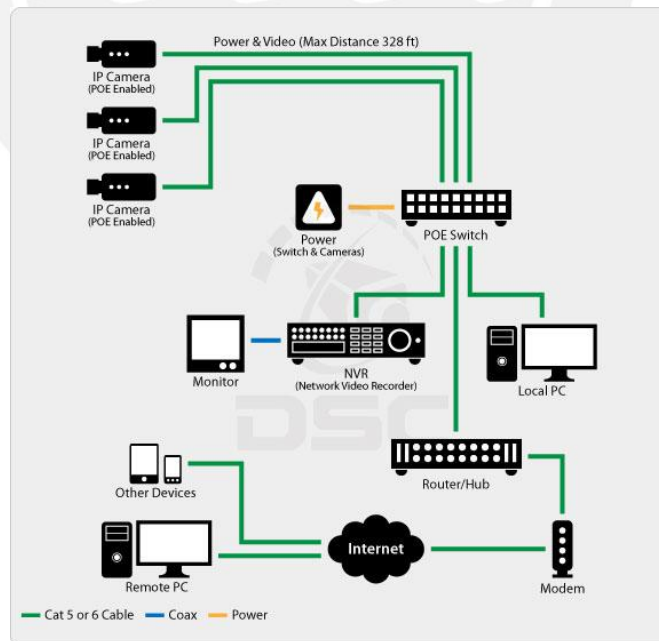 Power & Video (Max Distance 328 ft)
IP Camera
(POE Enabled)
IP Camera
(POE Enabled)
IP Camera
(POE Enabled)
Power
(Switch & Cameras)
POE Switch
Monitor
NVR
(Network Video Recorder)
Local PC
DSC
Other Devices
Router/Hub
Internet
Remote PC
Modem
Cat 5 or 6 Cable
Coax
Power